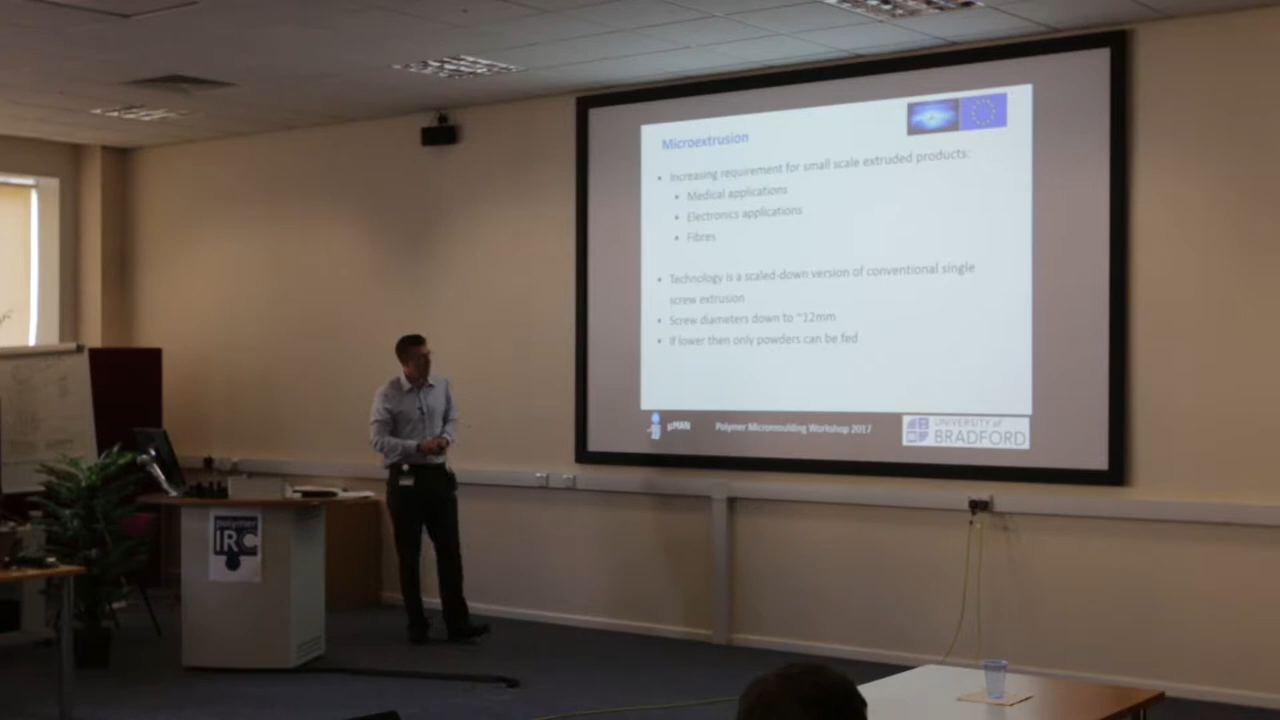 Microextrusion
• Increasing requirement for small scale extruded products:
• Medical applications
• Electronics applications
• Fibres
• Technology is a scaled-down version of conventional single
screw extrusion
• Screw diameters down to ~12mm
• If lower then only powders can be fed
µMAN
Polymer Micromoulding Workshop 2017
UNIVERSITY of
BRADFORD
polymer
IRC